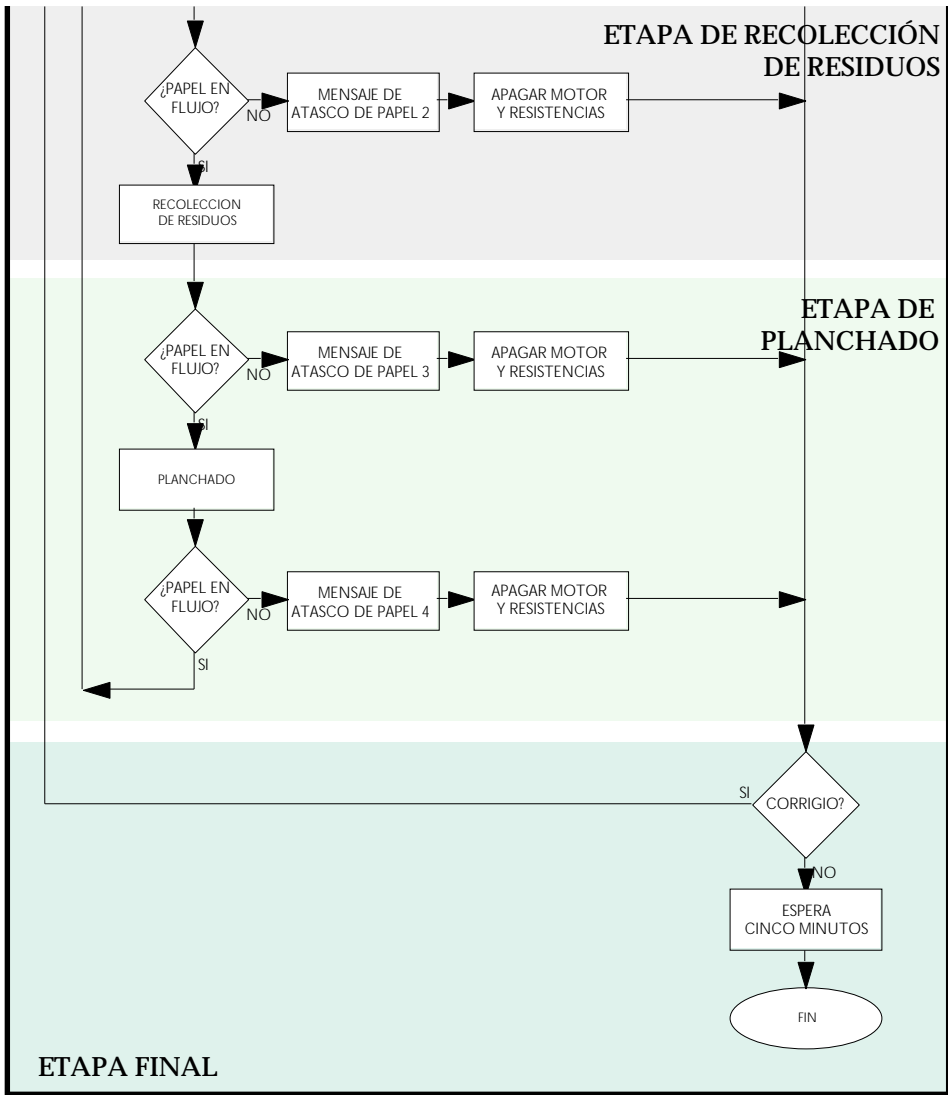 ETAPA DE RECOLECCIÓN
DE RESIDUOS
¿PAPEL EN
FLUJO?
NO
MENSAJE DE
ATASCO DE PAPEL 2
APAGAR MOTOR
Y RESISTENCIAS
SI
RECOLECCION
DE RESIDUOS
ETAPA DE
PLANCHADO
¿PAPEL EN
FLUJO?
NO
MENSAJE DE
ATASCO DE PAPEL 3
APAGAR MOTOR
Y RESISTENCIAS
SI
PLANCHADO
¿PAPEL EN
FLUJO?
NO
MENSAJE DE
ATASCO DE PAPEL 4
APAGAR MOTOR
Y RESISTENCIAS
SI
SI
CORRIGIO?
NO
ESPERA
CINCO MINUTOS
FIN
ETAPA FINAL